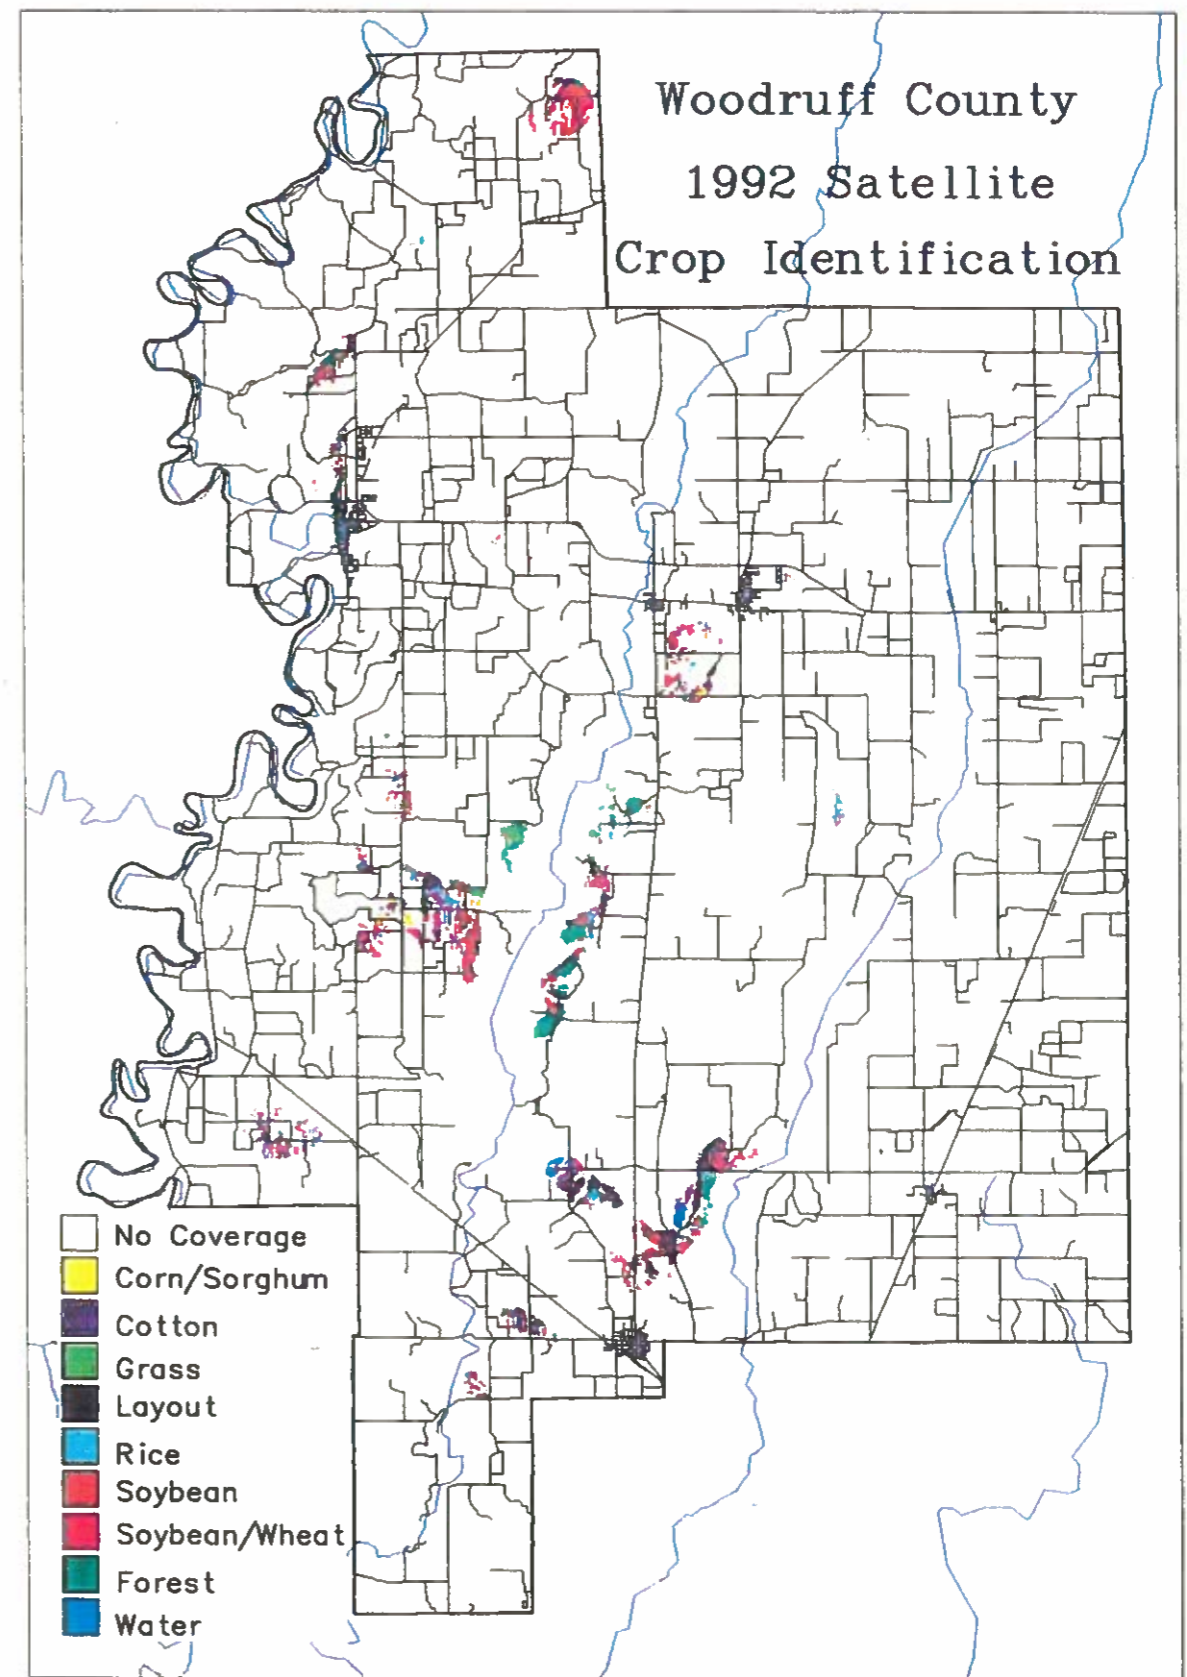 Woodruff County
1992 Satellite
Crop Identification
No Coverage
Corn/Sorghum
Cotton
Grass
Layout
Rice
Soybean
Soybean/Wheat
Forest
Water